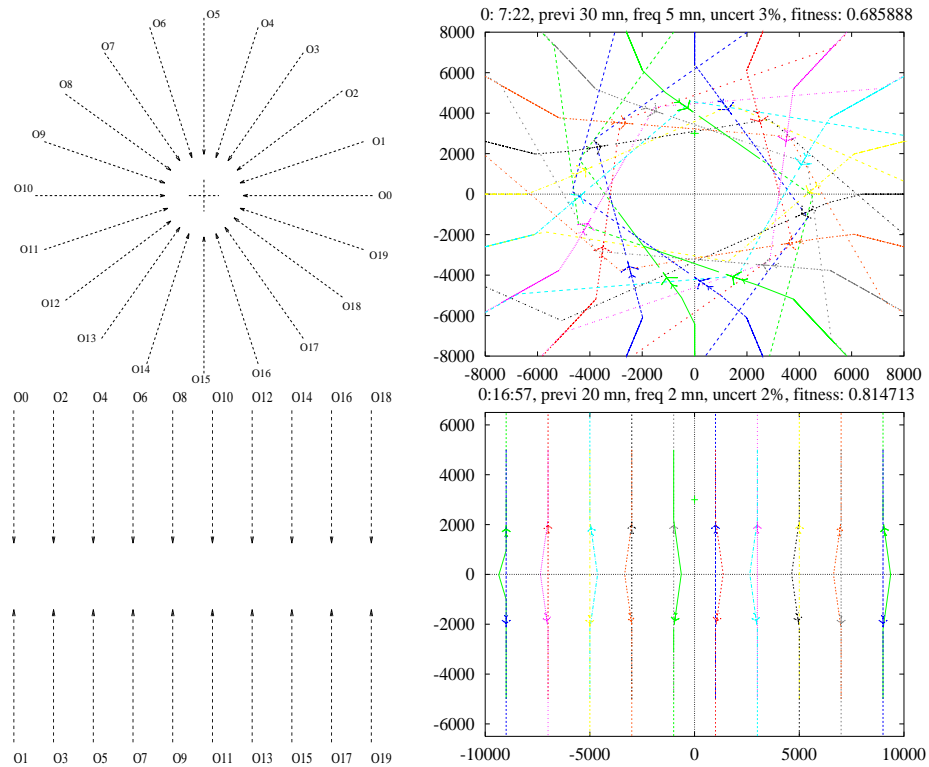 O5
O6 O4
O7 O3
O8 O2
O9 O1
O10 O0
O11 O19
O12 O18
O13 O17
O14 O16
O15
0: 7:22, previ 30 mn, freq 5 mn, uncert 3%, fitness: 0.685888
8000
6000
4000
2000
0
-2000
-4000
-6000
-8000
-8000 -6000 -4000 -2000 0 2000 4000 6000 8000
O0 O2 O4 O6 O8 O10 O12 O14 O16 O18
O1 O3 O5 O7 O9 O11 O13 O15 O17 O19
0:16:57, previ 20 mn, freq 2 mn, uncert 2%, fitness: 0.814713
6000
4000
2000
0
-2000
-4000
-6000
-10000 -5000 0 5000 10000